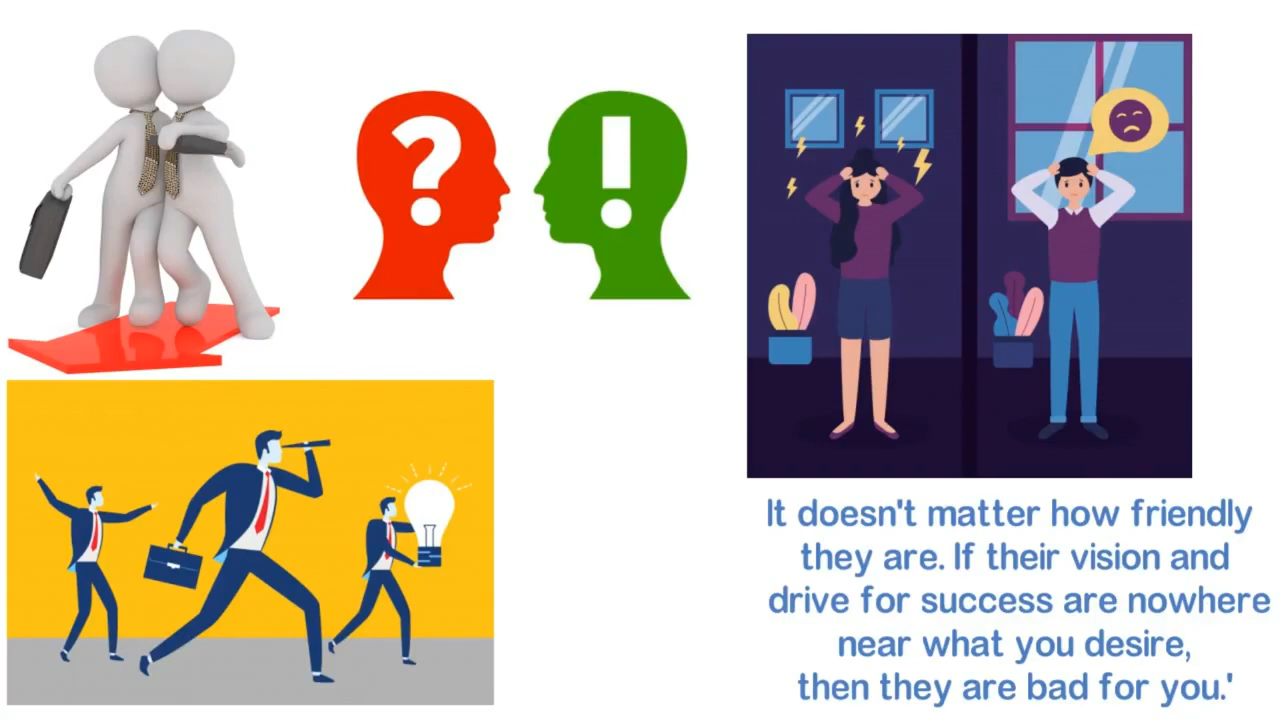 ?
!
It doesn't matter how friendly
they are. If their vision and
drive for success are nowhere
near what you desire,
then they are bad for you.'